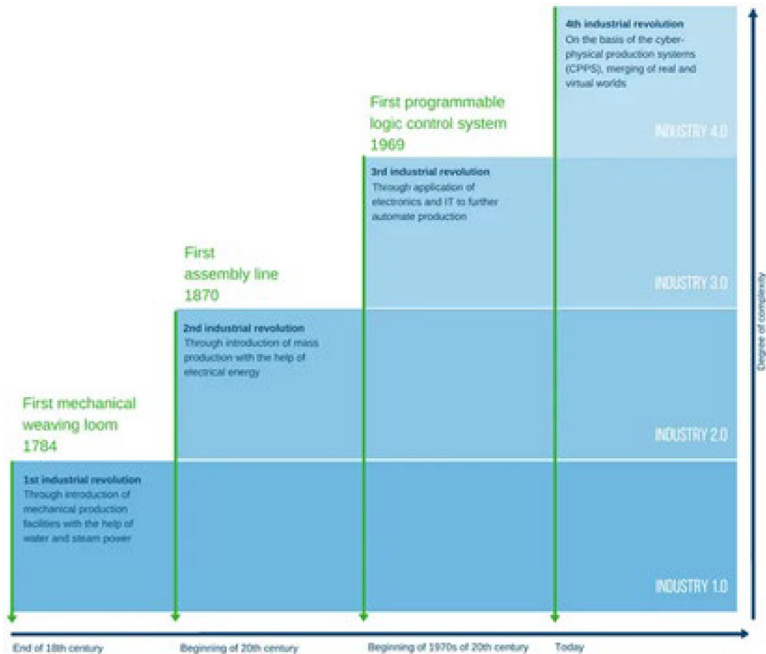 4th industrial revolution
On the basis of the cyber-
physical production systems
(CPPS), merging of real and
virtual worlds
INDUSTRY 4.0
First programmable
logic control system
1969
3rd industrial revolution
Through application of
electronics and IT to further
automate production
INDUSTRY 3.0
First
assembly line
1870
2nd industrial revolution
Through introduction of mass
production with the help of
electrical energy
INDUSTRY 2.0
First mechanical
weaving loom
1784
1st industrial revolution
Through introduction of
mechanical production
facilities with the help of
water and steam power
INDUSTRY 1.0
Degree of complexity
End of 18th century
Beginning of 20th century
Beginning of 1970s of 20th century
Today